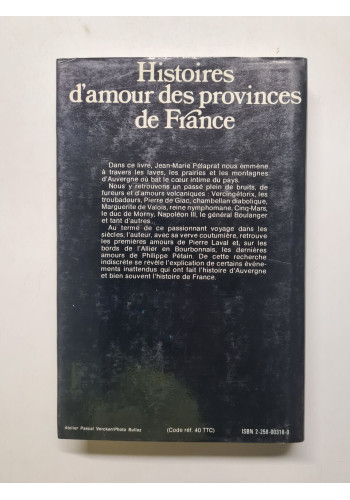 Histoires
d'amour des provinces
de France
Dans ce livre, Jean-Marie Pélaprat nous emmène
à travers les laves, les prairies et les montagnes
d'Auvergne où bat le cœur intime du pays.
Nous y retrouvons un passé plein de bruits, de
fureurs et d'amours volcaniques : Vercingétorix, les
troubadours, Pierre de Giac, chambellan diabolique,
Marguerite de Valois, reine nymphomane, Cinq-Mars,
le duc de Morny, Napoléon III, le général Boulanger
et tant d'autres...
Au terme de ce passionnant voyage dans les
siècles, l'auteur, avec sa verve coutumière, retrouve
les premières amours de Pierre Laval et, sur les
bords de l'Allier en Bourbonnais, les dernières
amours de Philippe Pétain. De cette recherche
indiscrète se révèle l'explication de certains événe-
ments inattendus qui ont fait l'histoire d'Auvergne
et bien souvent l'histoire de France.
Atelier Pascal Vercken/Photo Bulloz
(Code réf. 40 TTC)
ISBN 2-258-00318-